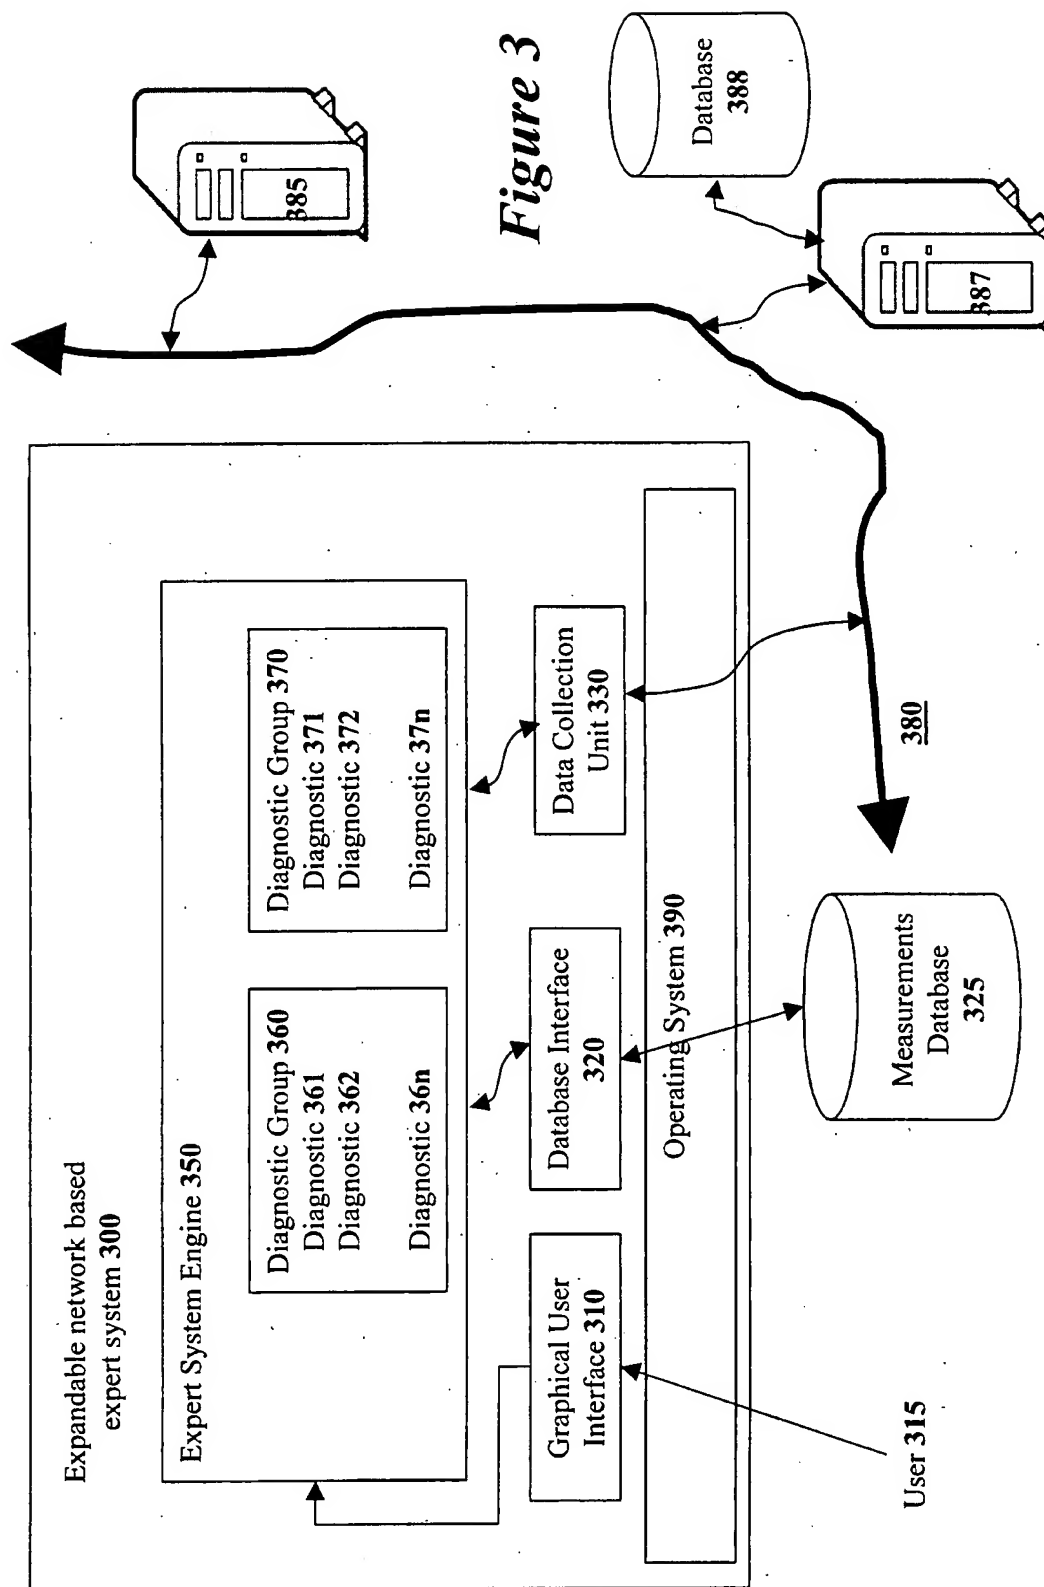 Expandable network based
expert system 300
Expert System Engine 350
Diagnostic Group 360
Diagnostic 361
Diagnostic 362
Diagnostic 36n
Diagnostic Group 370
Diagnostic 371
Diagnostic 372
Diagnostic 37n
Graphical User
Interface 310
Database Interface
320
Data Collection
Unit 330
Operating System 390
User 315
Measurements
Database
325
380
385
387
Database
388
Figure 3